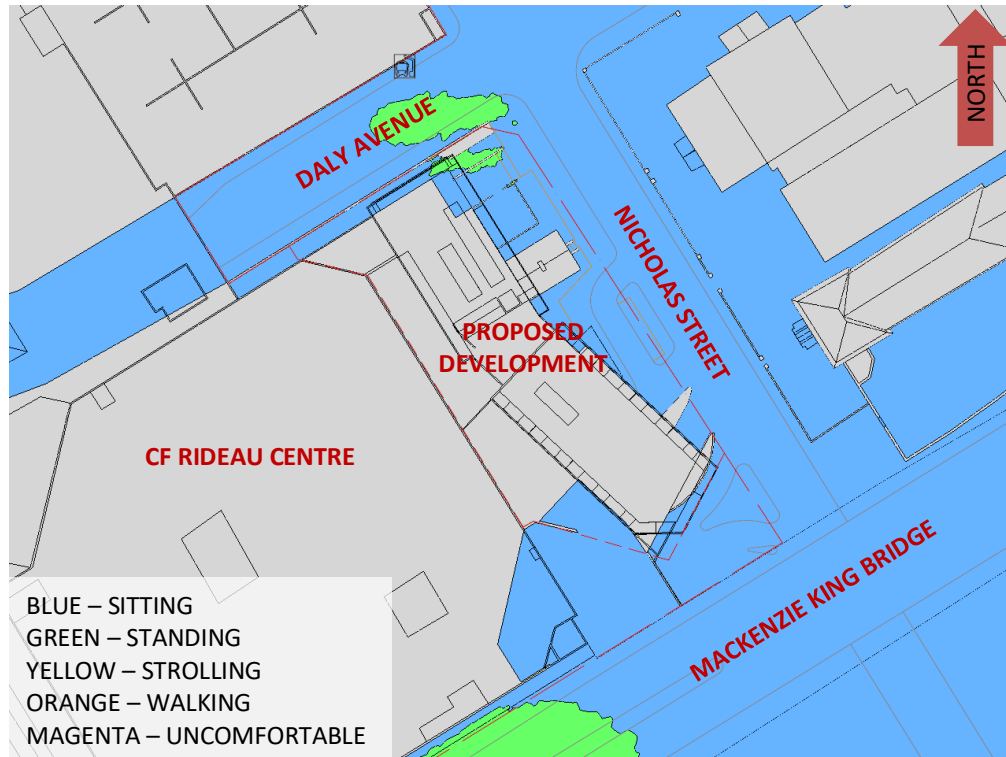 NORTH
DALY AVENUE
NICHOLAS STREET
PROPOSED
DEVELOPMENT
CF RIDEAU CENTRE
MACKENZIE KING BRIDGE
BLUE – SITTING
GREEN – STANDING
YELLOW – STROLLING
ORANGE – WALKING
MAGENTA – UNCOMFORTABLE